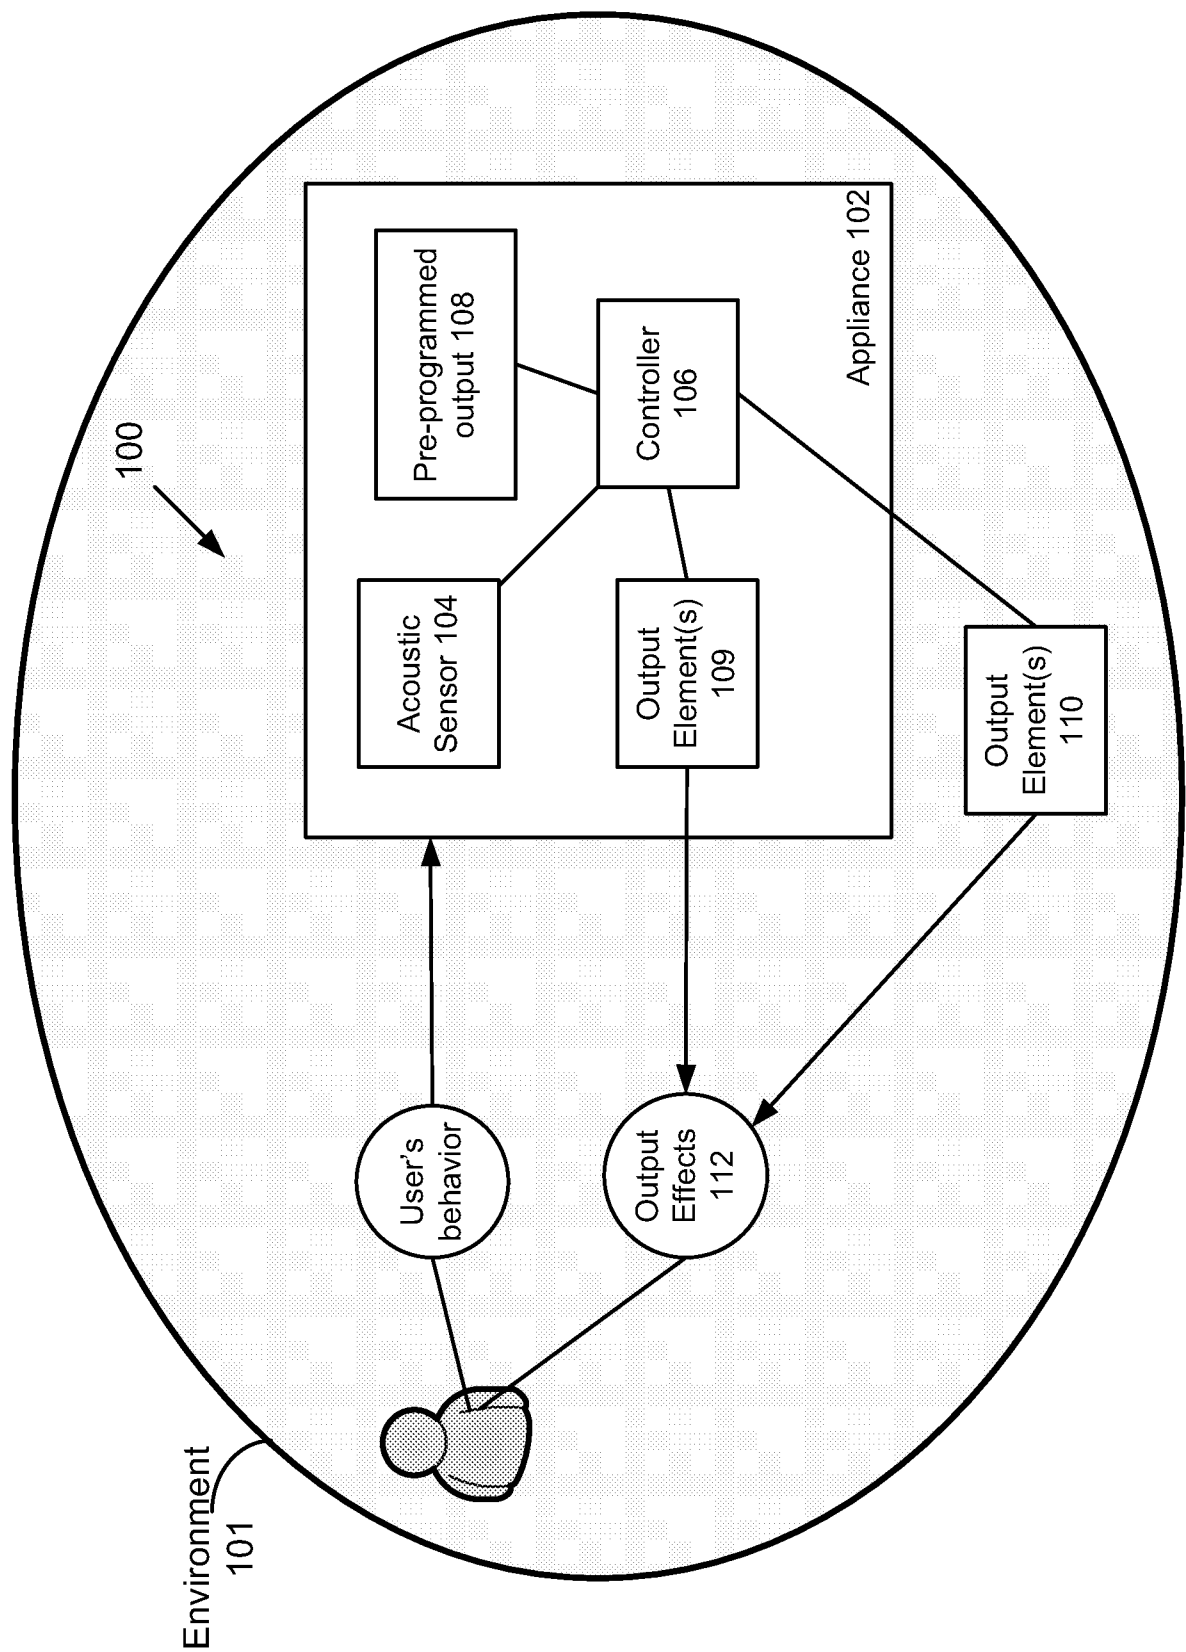 100
Pre-programmed
output 108
Acoustic
Sensor 104
Controller
106
Output
Element(s)
109
Appliance 102
Output
Element(s)
110
User's
behavior
Output
Effects
112
Environment
101